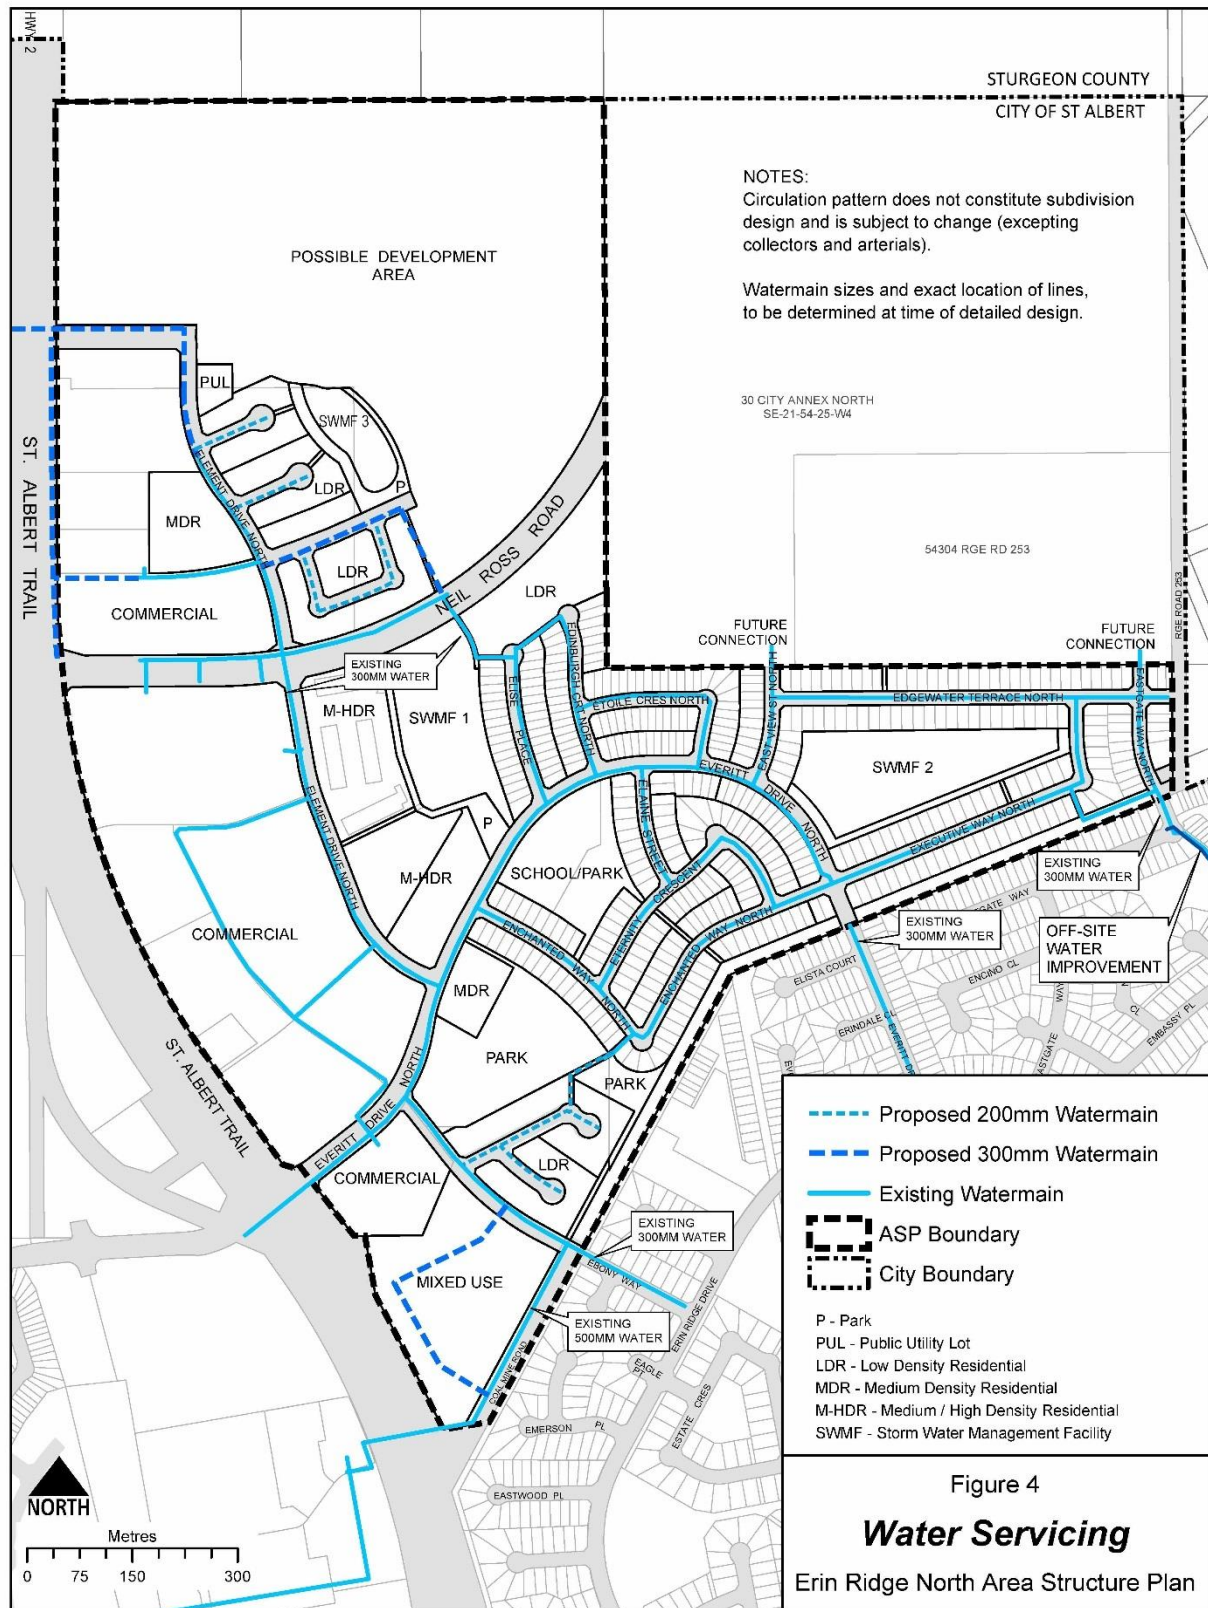 HWY 2
STURGEON COUNTY
CITY OF ST ALBERT
NOTES:
Circulation pattern does not constitute subdivision
design and is subject to change (excepting
collectors and arterials).
Watermain sizes and exact location of lines,
to be determined at time of detailed design.
POSSIBLE DEVELOPMENT
AREA
30 CITY ANNEX NORTH
SE-21-54-25-W4
54304 RGE RD 253
RGE ROAD 253
ST. ALBERT TRAIL
PUL
SWMF 3
ELEMENT DRIVE NORTH
LDR
P
MDR
LDR
COMMERCIAL
NEIL ROSS ROAD
LDR
EXISTING
300MM WATER
FUTURE
CONNECTION
FUTURE
CONNECTION
M-HDR
SWMF 1
ELISE PLACE
EDINBURGH CRT NORTH
ETOILE CRES NORTH
EAST VIEW ST NORTH
EDGEWATER TERRACE NORTH
EASTGATE WAY NORTH
EVERITT DRIVE NORTH
SWMF 2
ELAINE STREET
EXECUTIVE WAY NORTH
ELEMENT DRIVE NORTH
P
M-HDR
SCHOOL/PARK
ETERNITY CRESCENT
ENCHANTED WAY NORTH
ENCHANTED WAY NORTH
EXISTING
300MM WATER
EXISTING
300MM WATER
OFF-SITE
WATER
IMPROVEMENT
COMMERCIAL
MDR
PARK
PARK
ELISTA COURT
ERINDALE CL
ENCINO CL
CL
EMBASSY PL
ST. ALBERT TRAIL
EVERITT DRIVE NORTH
COMMERCIAL
LDR
EXISTING
300MM WATER
EBONY WAY
MIXED USE
EXISTING
500MM WATER
COAL MINE ROAD
ERIN RIDGE DRIVE
EAGLE
PT
ESTATE CRES
EMERSON PL
EASTWOOD PL
Proposed 200mm Watermain
Proposed 300mm Watermain
Existing Watermain
ASP Boundary
City Boundary
P - Park
PUL - Public Utility Lot
LDR - Low Density Residential
MDR - Medium Density Residential
M-HDR - Medium / High Density Residential
SWMF - Storm Water Management Facility
NORTH
Metres
0 75 150 300
Figure 4
Water Servicing
Erin Ridge North Area Structure Plan